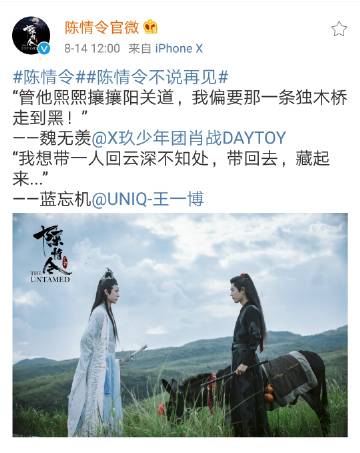 陈情令官微
8-14 12:00 来自 iPhone X
#陈情令##陈情令不说再见#
“管他熙熙攘攘阳关道，我偏要那一条独木桥
走到黑！”
——魏无羡@X玖少年团肖战DAYTOY
“我想带一人回云深不知处，带回去，藏起
来...”
——蓝忘机@UNIQ-王一博
陈情令
THE
UNTAMED